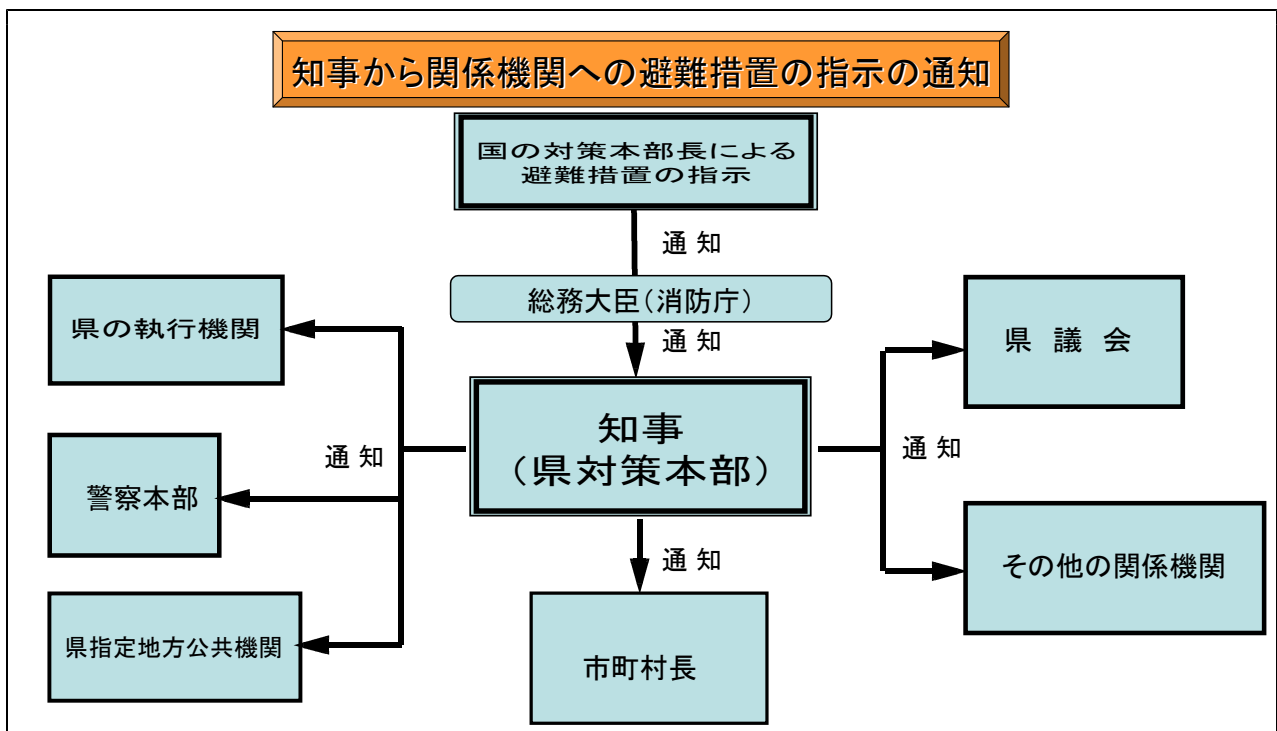 知事から関係機関への避難措置の指示の通知
国の対策本部長による
避難措置の指示
通 知
総務大臣(消防庁)
通 知
県の執行機関
県 議 会
知事
(県対策本部)
通 知
通 知
警察本部
その他の関係機関
通 知
県指定地方公共機関
市町村長